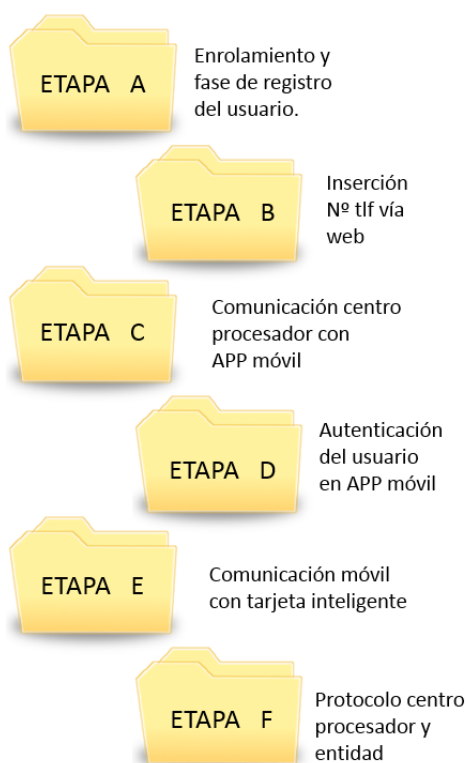 ETAPA A
Enrolamiento y
fase de registro
del usuario.
ETAPA B
Inserción
Nº tlf vía
web
ETAPA C
Comunicación centro
procesador con
APP móvil
ETAPA D
Autenticación
del usuario
en APP móvil
ETAPA E
Comunicación móvil
con tarjeta inteligente
ETAPA F
Protocolo centro
procesador y
entidad